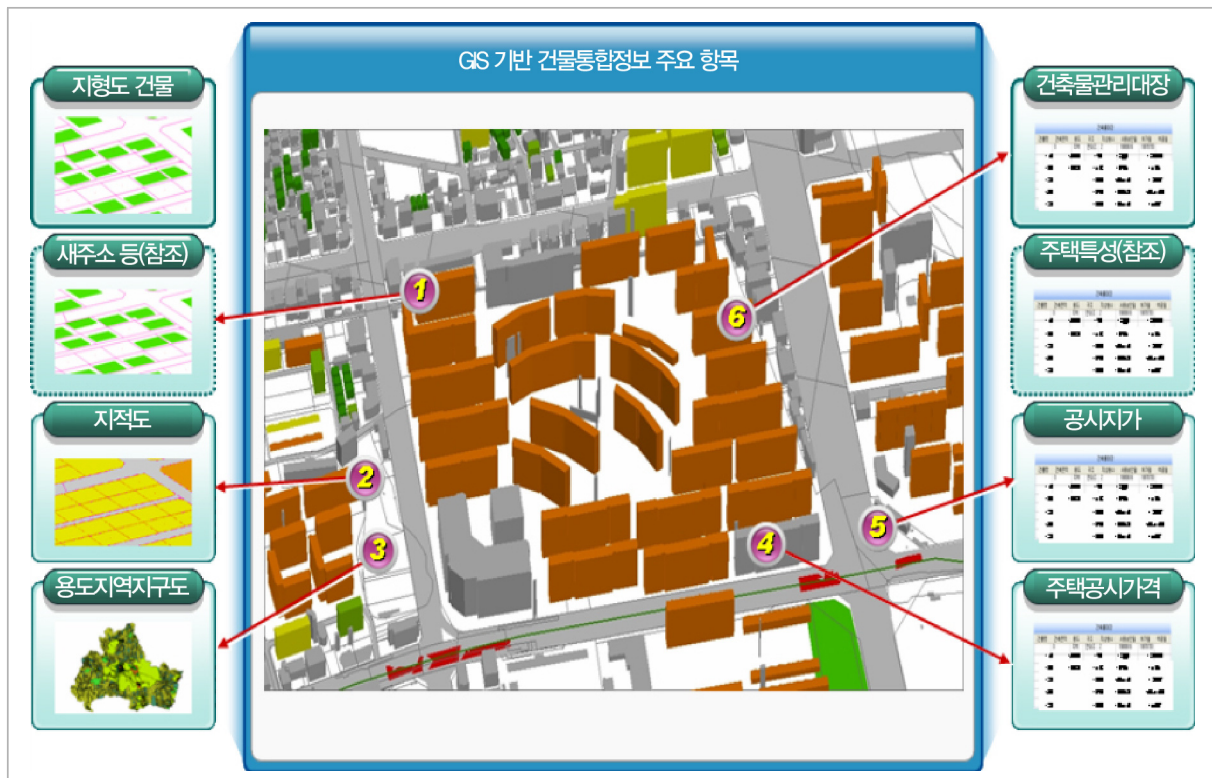 GIS 기반 건물통합정보 주요 항목
지형도 건물
새주소 등(참조)
지적도
용도지역지구도
1
2
3
4
5
6
건축물관리대장
주택특성(참조)
공시지가
주택공시가격